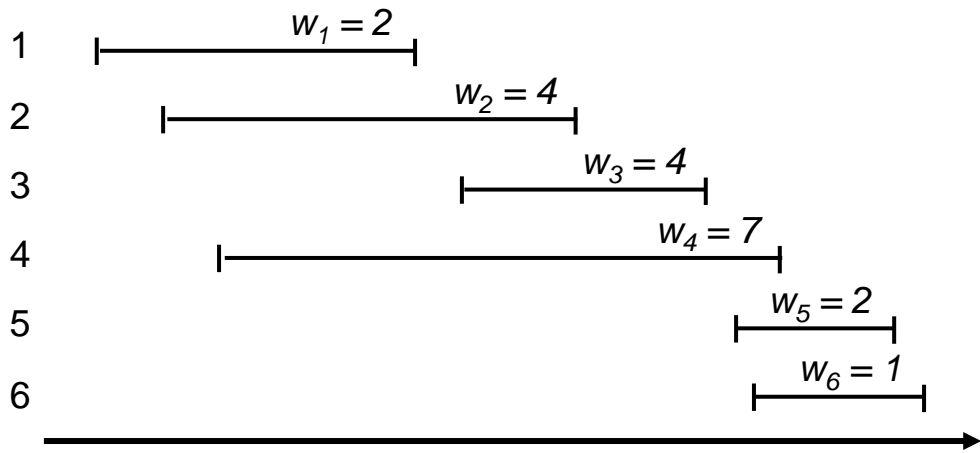 1 w₁ = 2
2 w₂ = 4
3 w₃ = 4
4 w₄ = 7
5 w₅ = 2
6 w₆ = 1